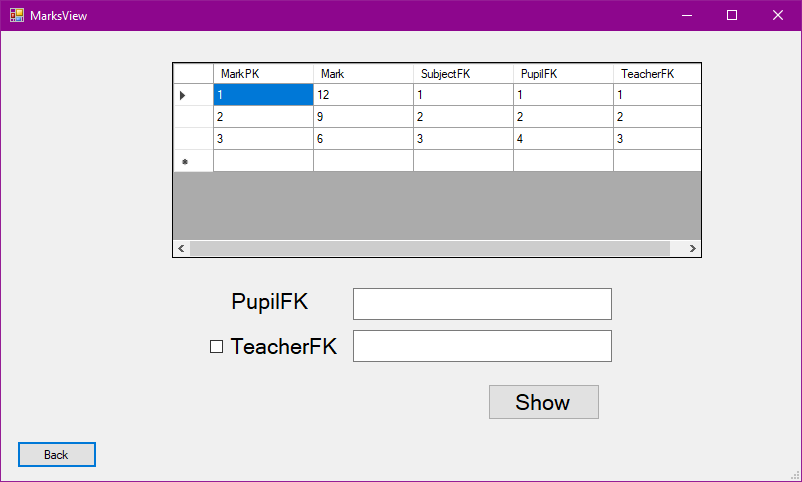 MarksView
MarkPK Mark SubjectFK PupilFK TeacherFK
1 12 1 1 1
2 9 2 2 2
3 6 3 4 3
PupilFK
TeacherFK
Show
Back